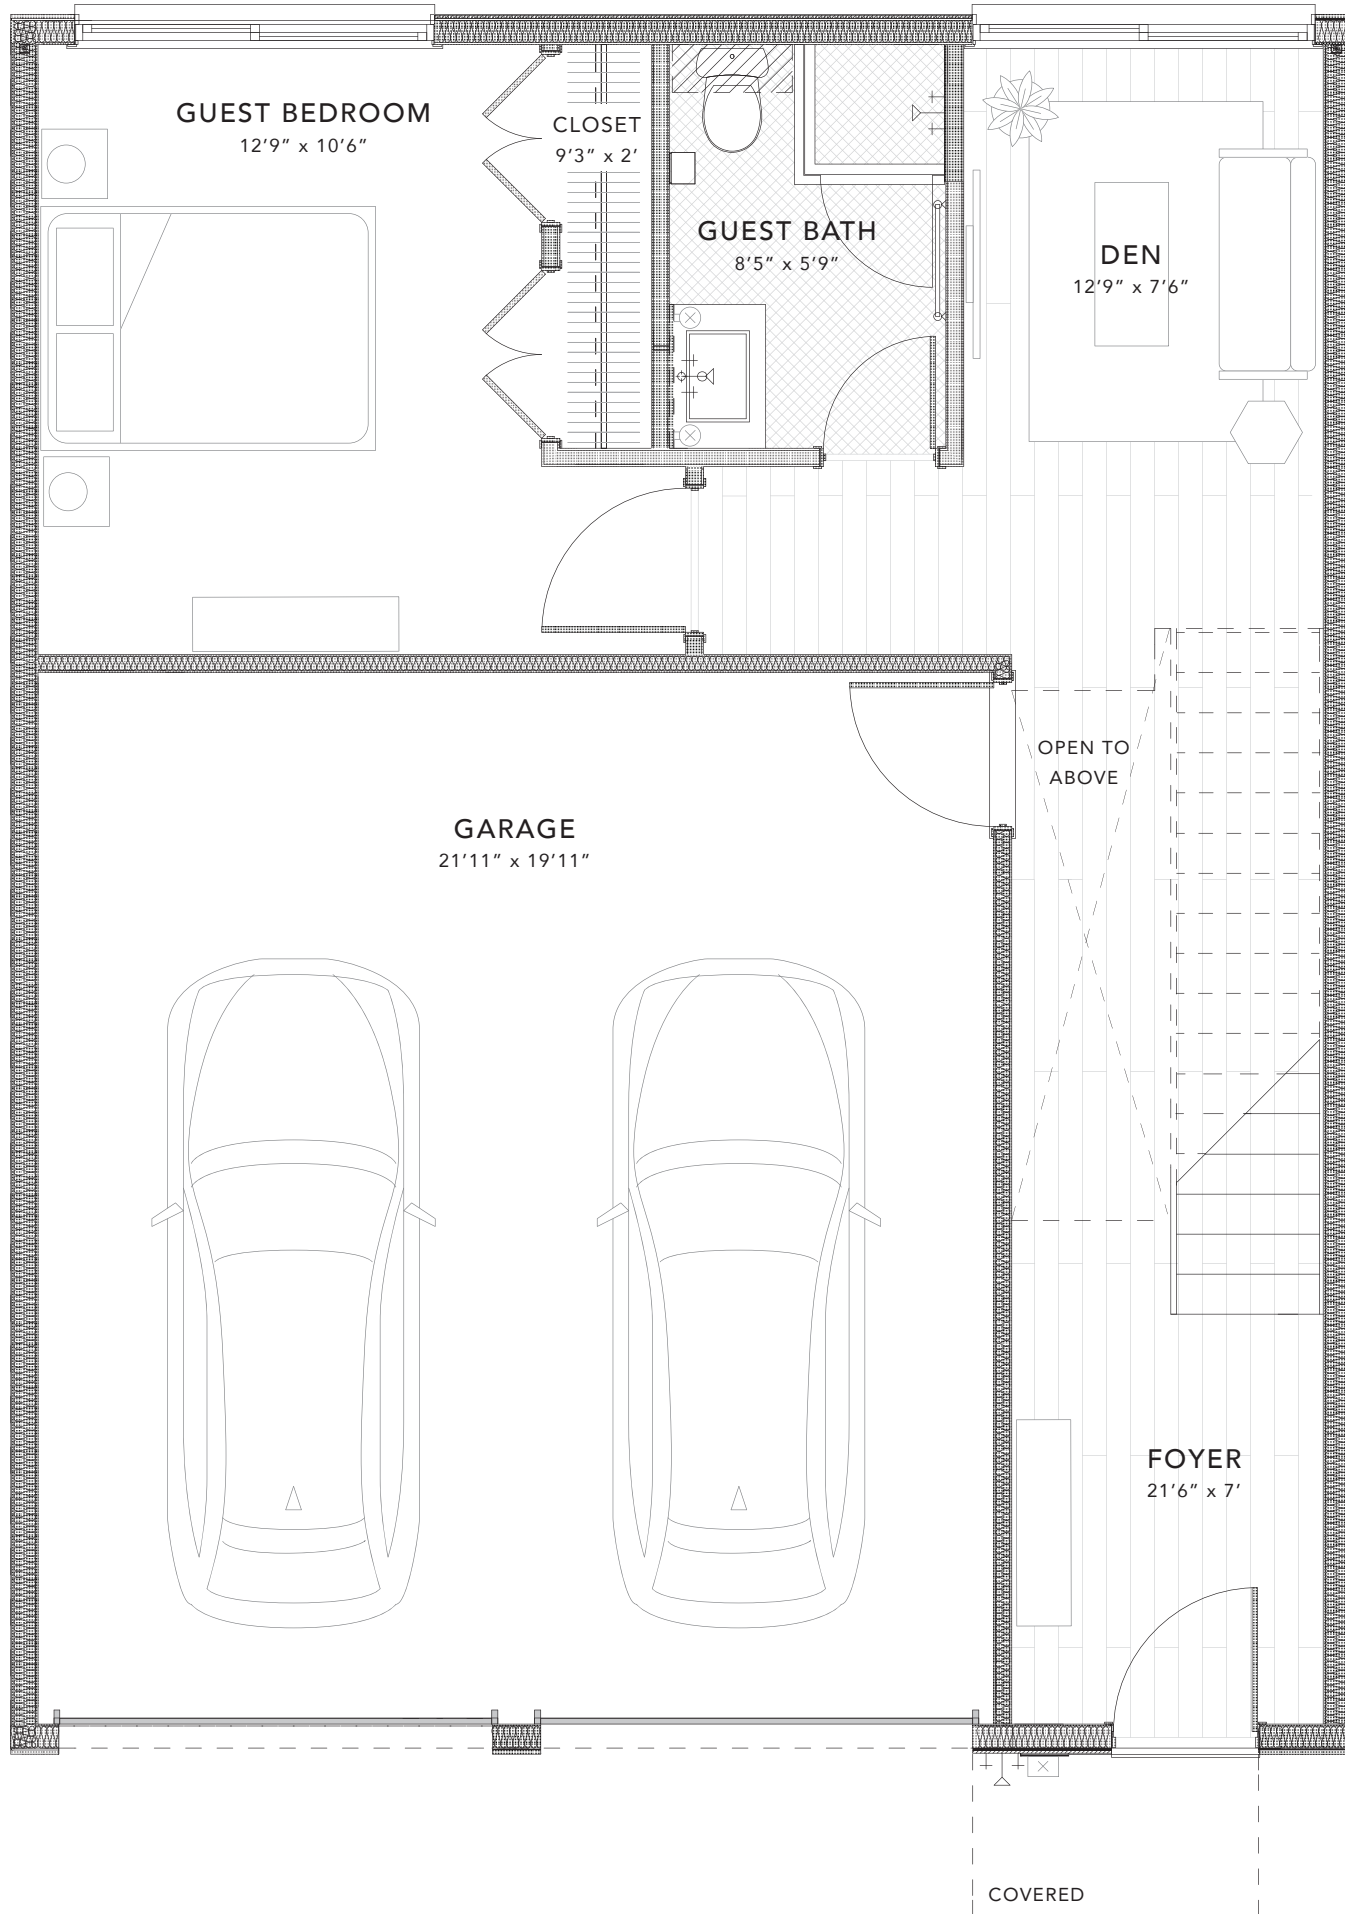 GUEST BEDROOM
12'9" x 10'6"
CLOSET
9'3" x 2'
GUEST BATH
8'5" x 5'9"
DEN
12'9" x 7'6"
OPEN TO
ABOVE
GARAGE
21'11" x 19'11"
FOYER
21'6" x 7'
COVERED